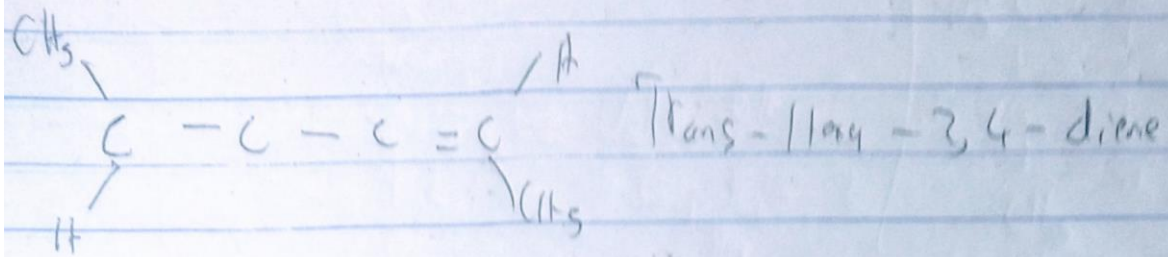 CH3 H
C - C - C = C Trans-Hexa-2,4-diene
H CH3